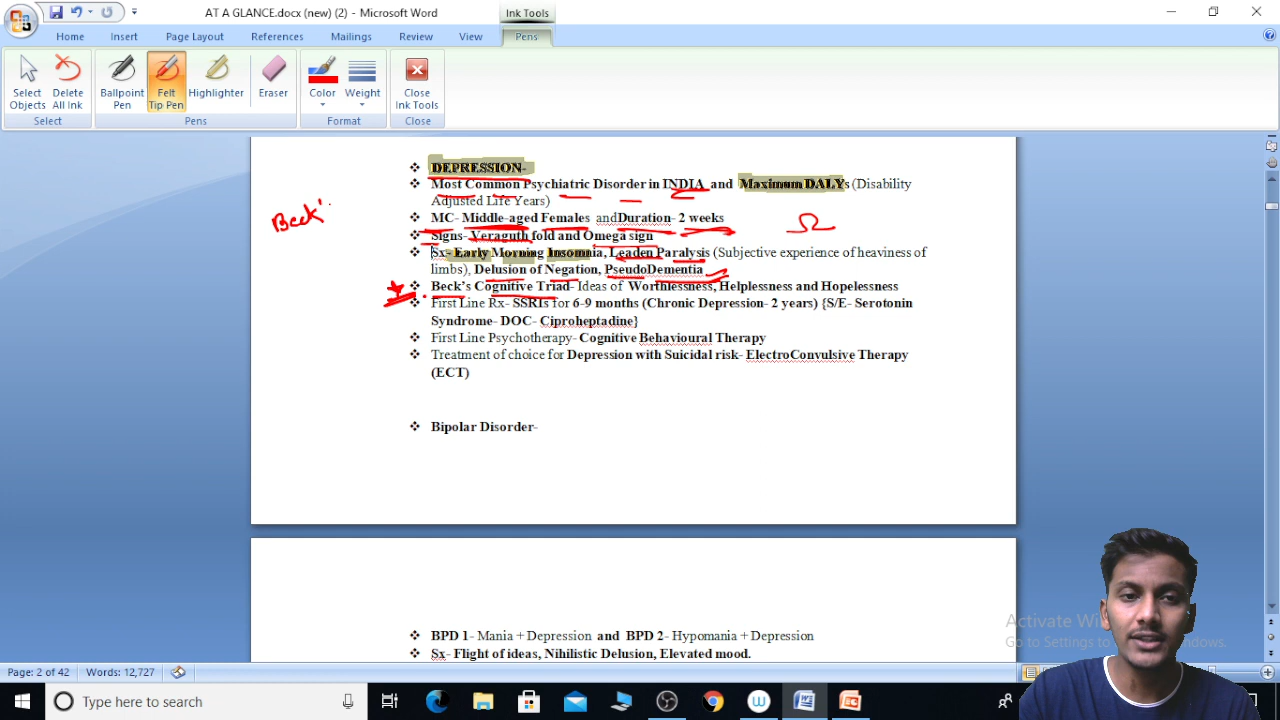 AT A GLANCE.docx (new) (2) - Microsoft Word
Ink Tools
Home Insert Page Layout References Mailings Review View Pens
Select Objects
Delete All Ink
Ballpoint Pen
Felt Tip Pen
Highlighter
Eraser
Color
Weight
Close Ink Tools
Select Pens Format Close
❖ DEPRESSION-
❖ Most Common Psychiatric Disorder in INDIA and Maximum DALYs (Disability
Adjusted Life Years)
❖ MC- Middle-aged Females andDuration- 2 weeks
Beck'
Ω
❖ Signs- Veraguth fold and Omega sign
❖ Sx- Early Morning Insomnia, Leaden Paralysis (Subjective experience of heaviness of
limbs), Delusion of Negation, PseudoDementia
❖ Beck's Cognitive Triad- Ideas of Worthlessness, Helplessness and Hopelessness
❖ First Line Rx- SSRIs for 6-9 months (Chronic Depression- 2 years) {S/E- Serotonin
Syndrome- DOC- Ciproheptadine}
❖ First Line Psychotherapy- Cognitive Behavioural Therapy
❖ Treatment of choice for Depression with Suicidal risk- ElectroConvulsive Therapy
(ECT)
❖ Bipolar Disorder-
❖ BPD 1- Mania + Depression and BPD 2- Hypomania + Depression
❖ Sx- Flight of ideas, Nihilistic Delusion, Elevated mood.
Activate Wi
Go to Settings to windows.
Page: 2 of 42 Words: 12,727
Type here to search